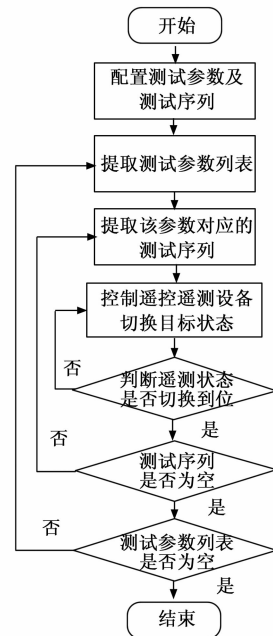 开始
配置测试参数及
测试序列
提取测试参数列表
提取该参数对应的
测试序列
控制遥控遥测设备
切换目标状态
否
判断遥测状态
是否切换到位
是
否
测试序列
是否为空
是
否
测试参数列表
是否为空
是
结束